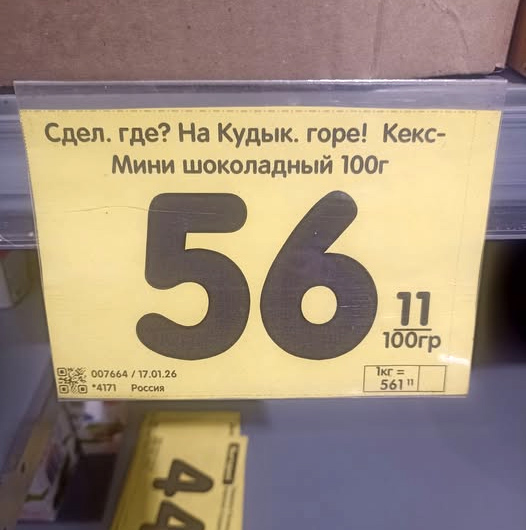 Сдел. где? На Кудык. горе!  Кекс-
Мини шоколадный 100г
56 11
100гр
007664 / 17.01.26
*4171 Россия
1кг =
561 11
44